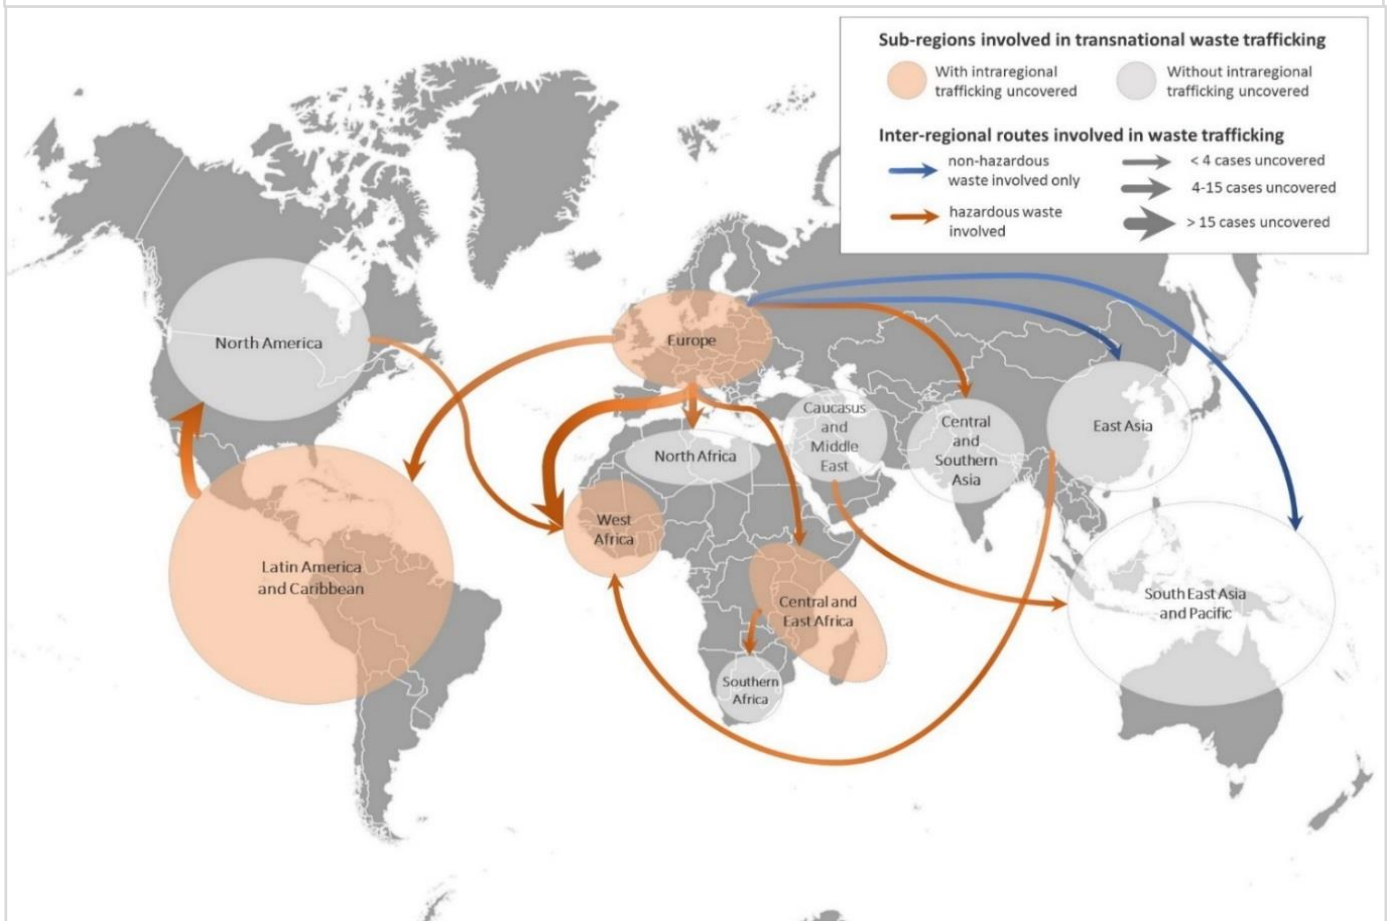 Sub-regions involved in transnational waste trafficking
With intraregional
trafficking uncovered
Without intraregional
trafficking uncovered
Inter-regional routes involved in waste trafficking
non-hazardous
waste involved only
hazardous waste
involved
< 4 cases uncovered
4-15 cases uncovered
> 15 cases uncovered
North America
Europe
Caucasus
and
Middle
East
Central
and
Southern
Asia
East Asia
North Africa
West
Africa
Latin America
and Caribbean
Central and
East Africa
South East Asia
and Pacific
Southern
Africa